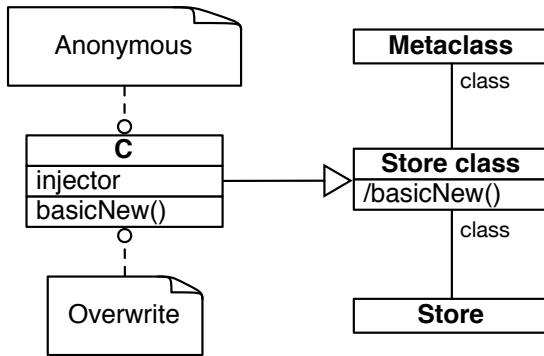 Anonymous
C
injector
basicNew()
Overwrite
Metaclass
class
Store class
/basicNew()
class
Store